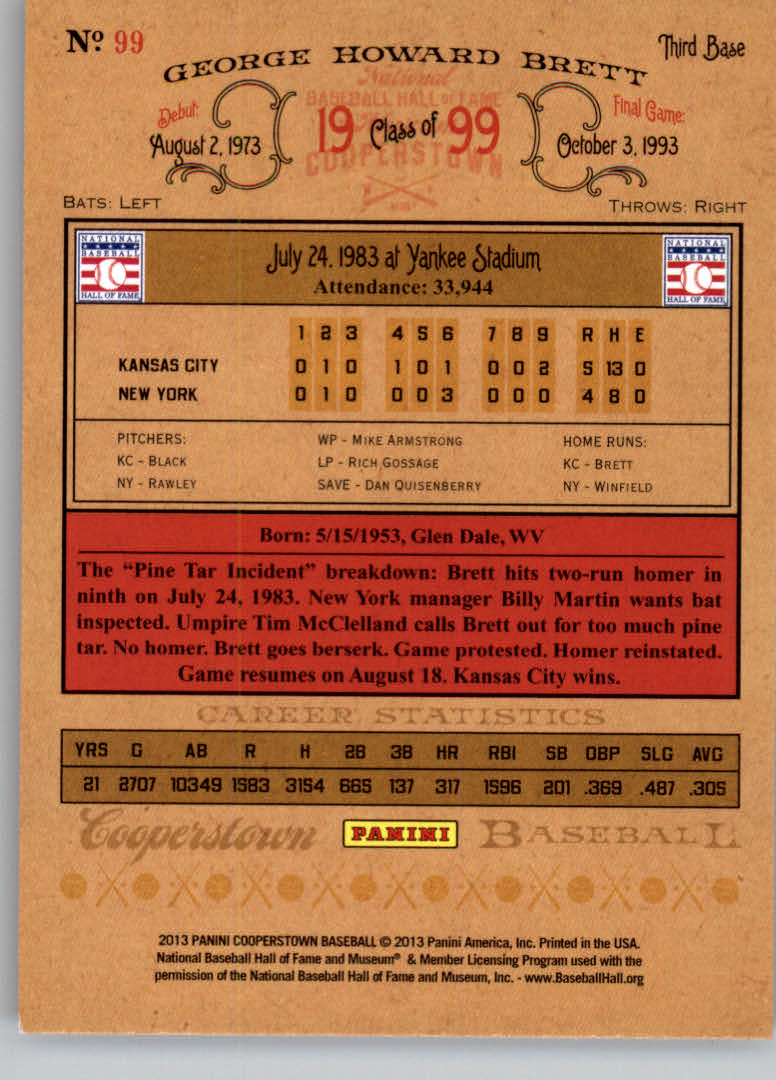 Nº 99
GEORGE HOWARD BRETT
Third Base
National
BASEBALL HALL OF FAME
COOPERSTOWN
Debut:
August 2, 1973
19 Class of 99
Final Game:
October 3, 1993
BATS: LEFT
THROWS: RIGHT
NATIONAL
BASEBALL
HALL OF FAME
July 24, 1983 at Yankee Stadium
Attendance: 33,944
NATIONAL
BASEBALL
HALL OF FAME
1 2 3 4 5 6 7 8 9 R H E
KANSAS CITY 0 1 0 1 0 1 0 0 2 5 13 0
NEW YORK 0 1 0 0 0 3 0 0 0 4 8 0
PITCHERS: WP - MIKE ARMSTRONG HOME RUNS:
KC - BLACK LP - RICH GOSSAGE KC - BRETT
NY - RAWLEY SAVE - DAN QUISENBERRY NY - WINFIELD
Born: 5/15/1953, Glen Dale, WV
The “Pine Tar Incident” breakdown: Brett hits two-run homer in
ninth on July 24, 1983. New York manager Billy Martin wants bat
inspected. Umpire Tim McClelland calls Brett out for too much pine
tar. No homer. Brett goes berserk. Game protested. Homer reinstated.
Game resumes on August 18. Kansas City wins.
CAREER STATISTICS
YRS G AB R H 2B 3B HR RBI SB OBP SLG AVG
21 2707 10349 1583 3154 665 137 317 1596 201 .369 .487 .305
Cooperstown PANINI BASEBALL
2013 PANINI COOPERSTOWN BASEBALL © 2013 Panini America, Inc. Printed in the USA.
National Baseball Hall of Fame and Museum® & Member Licensing Program used with the
permission of the National Baseball Hall of Fame and Museum, Inc. - www.BaseballHall.org